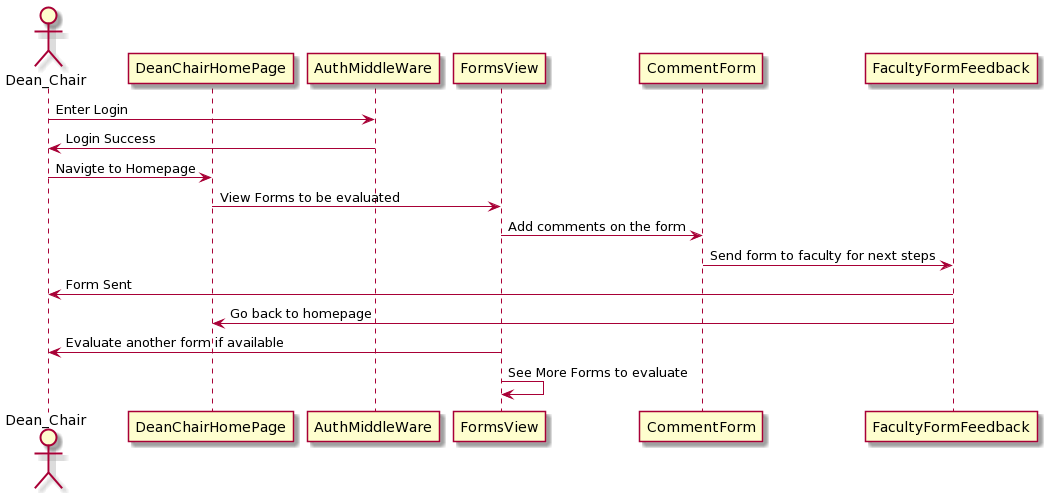 Dean_Chair
DeanChairHomePage
AuthMiddleWare
FormsView
CommentForm
FacultyFormFeedback
Enter Login
Login Success
Navigte to Homepage
View Forms to be evaluated
Add comments on the form
Send form to faculty for next steps
Form Sent
Go back to homepage
Evaluate another form if available
See More Forms to evaluate
Dean_Chair
DeanChairHomePage
AuthMiddleWare
FormsView
CommentForm
FacultyFormFeedback